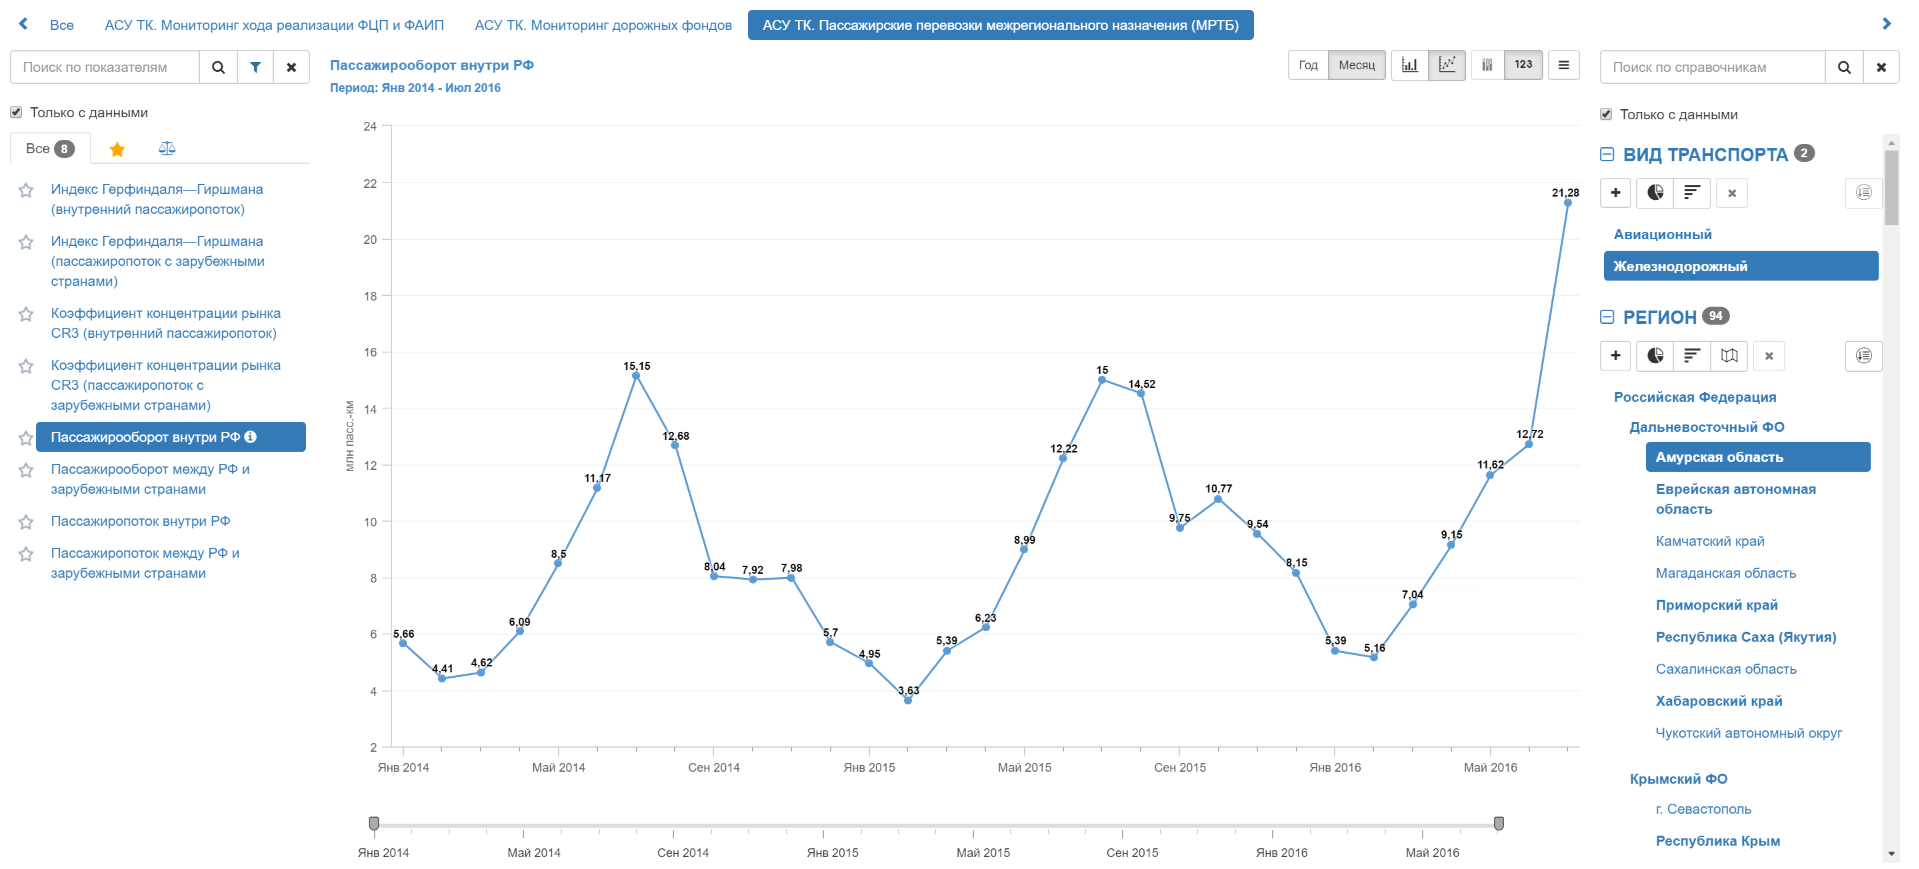 Все
АСУ ТК. Мониторинг хода реализации ФЦП и ФАИП
АСУ ТК. Мониторинг дорожных фондов
АСУ ТК. Пассажирские перевозки межрегионального назначения (МРТБ)
Поиск по показателям
Только с данными
Все 8
Индекс Герфиндаля—Гиршмана
(внутренний пассажиропоток)
Индекс Герфиндаля—Гиршмана
(пассажиропоток с зарубежными
странами)
Коэффициент концентрации рынка
CR3 (внутренний пассажиропоток)
Коэффициент концентрации рынка
CR3 (пассажиропоток с
зарубежными странами)
Пассажирооборот внутри РФ
Пассажирооборот между РФ и
зарубежными странами
Пассажиропоток внутри РФ
Пассажиропоток между РФ и
зарубежными странами
Пассажирооборот внутри РФ
Период: Янв 2014 - Июл 2016
Год Месяц 123
млн пасс.-км
24
22
20
18
16
14
12
10
8
6
4
2
5,66
4,41
4,62
6,09
8,5
11,17
15,15
12,68
8,04
7,92
7,98
5,7
4,95
3,63
5,39
6,23
8,99
12,22
15
14,52
9,75
10,77
9,54
8,15
5,39
5,16
7,04
9,15
11,62
12,72
21,28
Янв 2014 Май 2014 Сен 2014 Янв 2015 Май 2015 Сен 2015 Янв 2016 Май 2016
Янв 2014 Май 2014 Сен 2014 Янв 2015 Май 2015 Сен 2015 Янв 2016 Май 2016
Поиск по справочникам
Только с данными
ВИД ТРАНСПОРТА 2
Авиационный
Железнодорожный
РЕГИОН 94
Российская Федерация
Дальневосточный ФО
Амурская область
Еврейская автономная
область
Камчатский край
Магаданская область
Приморский край
Республика Саха (Якутия)
Сахалинская область
Хабаровский край
Чукотский автономный округ
Крымский ФО
г. Севастополь
Республика Крым